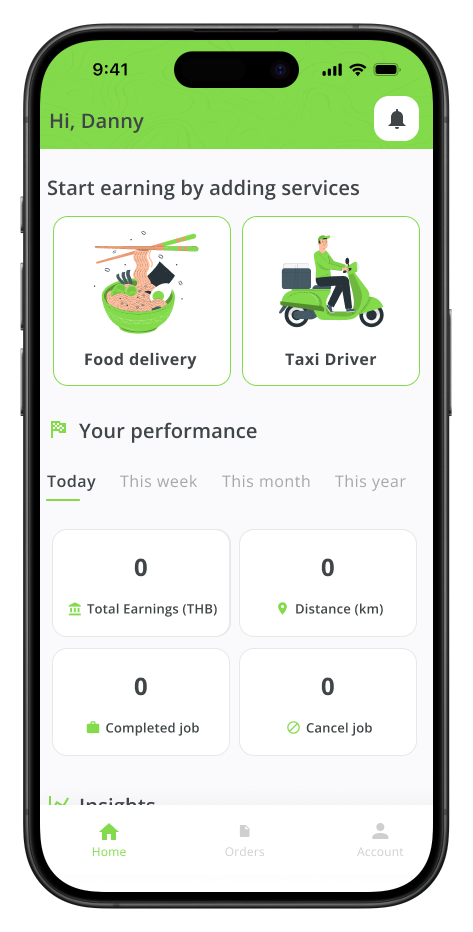 9:41
Hi, Danny
Start earning by adding services
Food delivery
Taxi Driver
Your performance
Today This week This month This year
0
Total Earnings (THB)
0
Distance (km)
0
Completed job
0
Cancel job
Insights
Home Orders Account